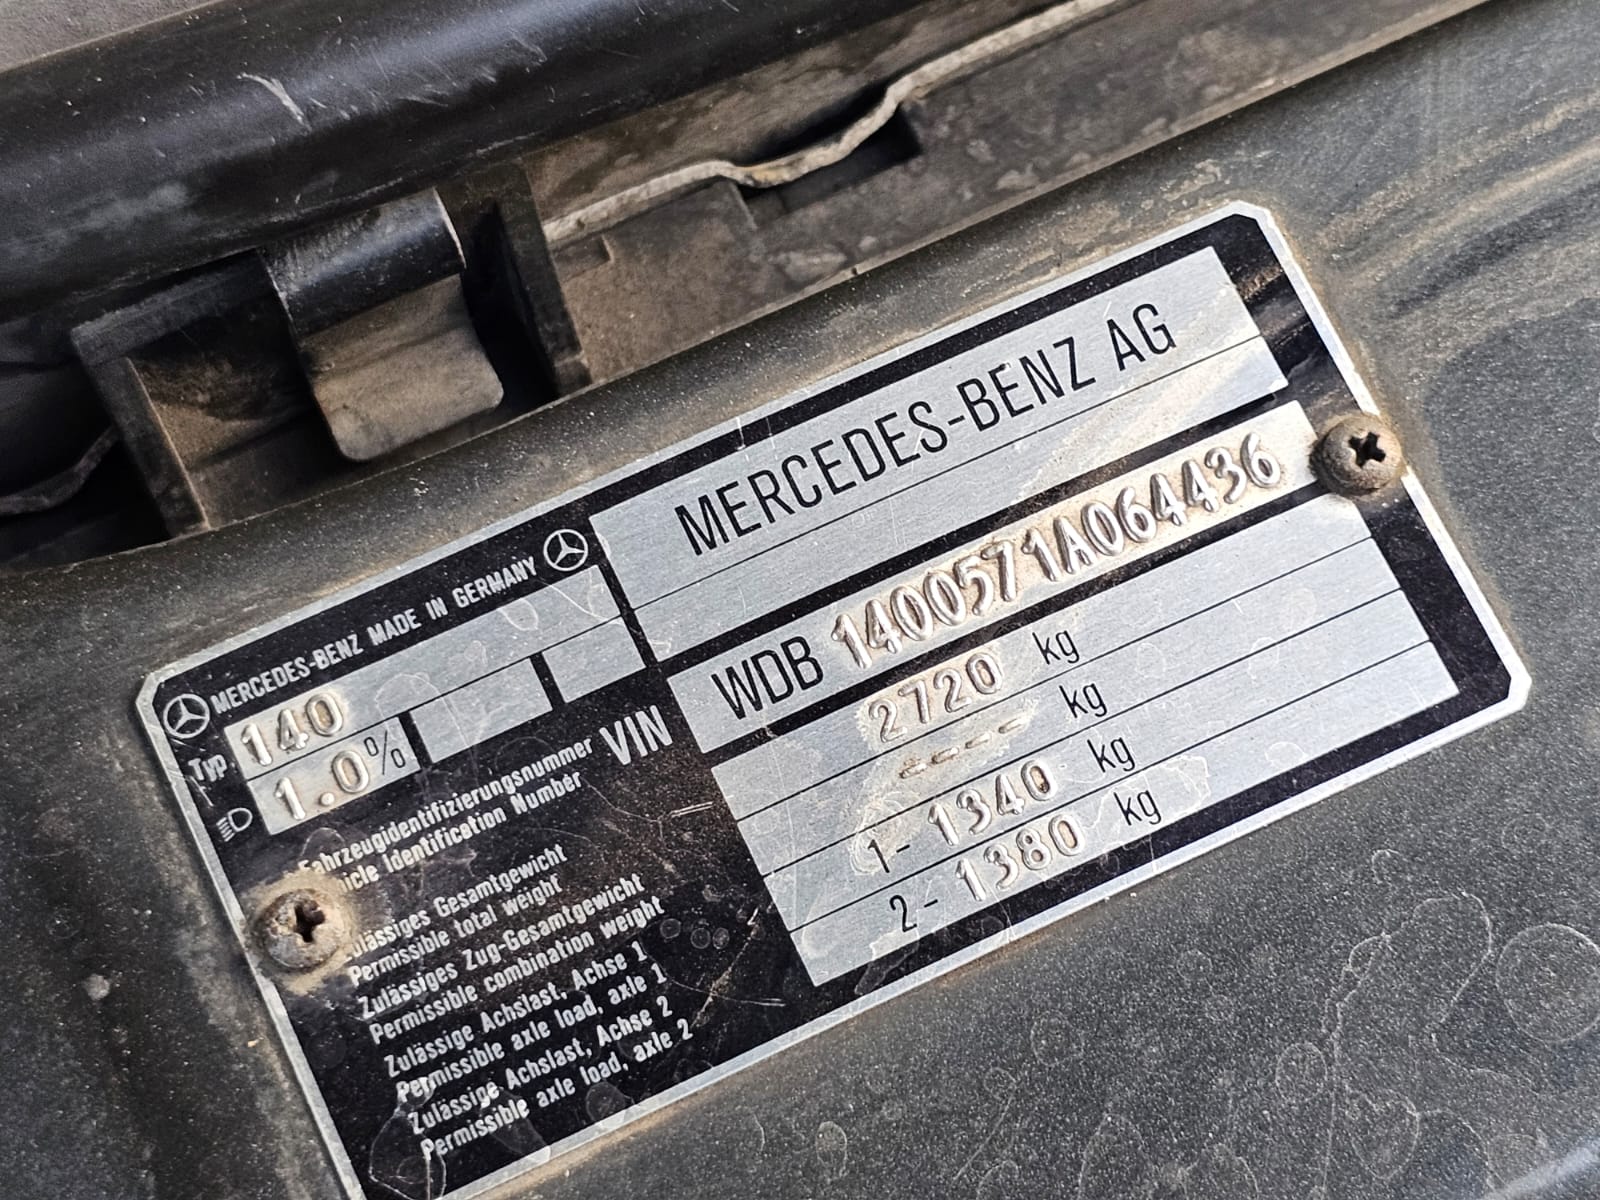 MERCEDES-BENZ MADE IN GERMANY
MERCEDES-BENZ AG
Typ 140
1.0%
Fahrzeugidentifizierungsnummer
Vehicle Identification Number
VIN
WDB 1400571A064436
Zulässiges Gesamtgewicht
Permissible total weight
2720 kg
Zulässiges Zug-Gesamtgewicht
Permissible combination weight
---- kg
Zulässige Achslast, Achse 1
Permissible axle load, axle 1
1- 1340 kg
Zulässige Achslast, Achse 2
Permissible axle load, axle 2
2- 1380 kg